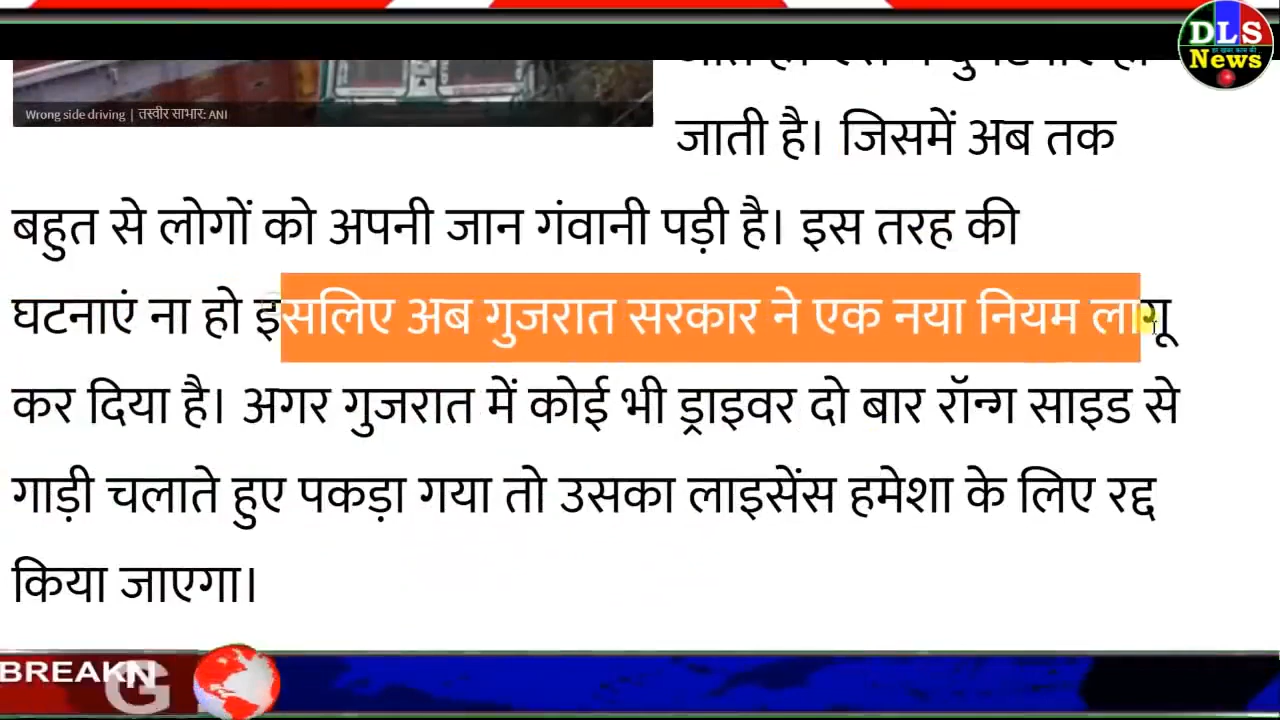 DLS
News
Wrong side driving | तस्वीर साभार: ANI
जाती है। जिसमें अब तक
बहुत से लोगों को अपनी जान गंवानी पड़ी है। इस तरह की
घटनाएं ना हो इसलिए अब गुजरात सरकार ने एक नया नियम लागू
कर दिया है। अगर गुजरात में कोई भी ड्राइवर दो बार रॉन्ग साइड से
गाड़ी चलाते हुए पकड़ा गया तो उसका लाइसेंस हमेशा के लिए रद्द
किया जाएगा।
BREAKN
G